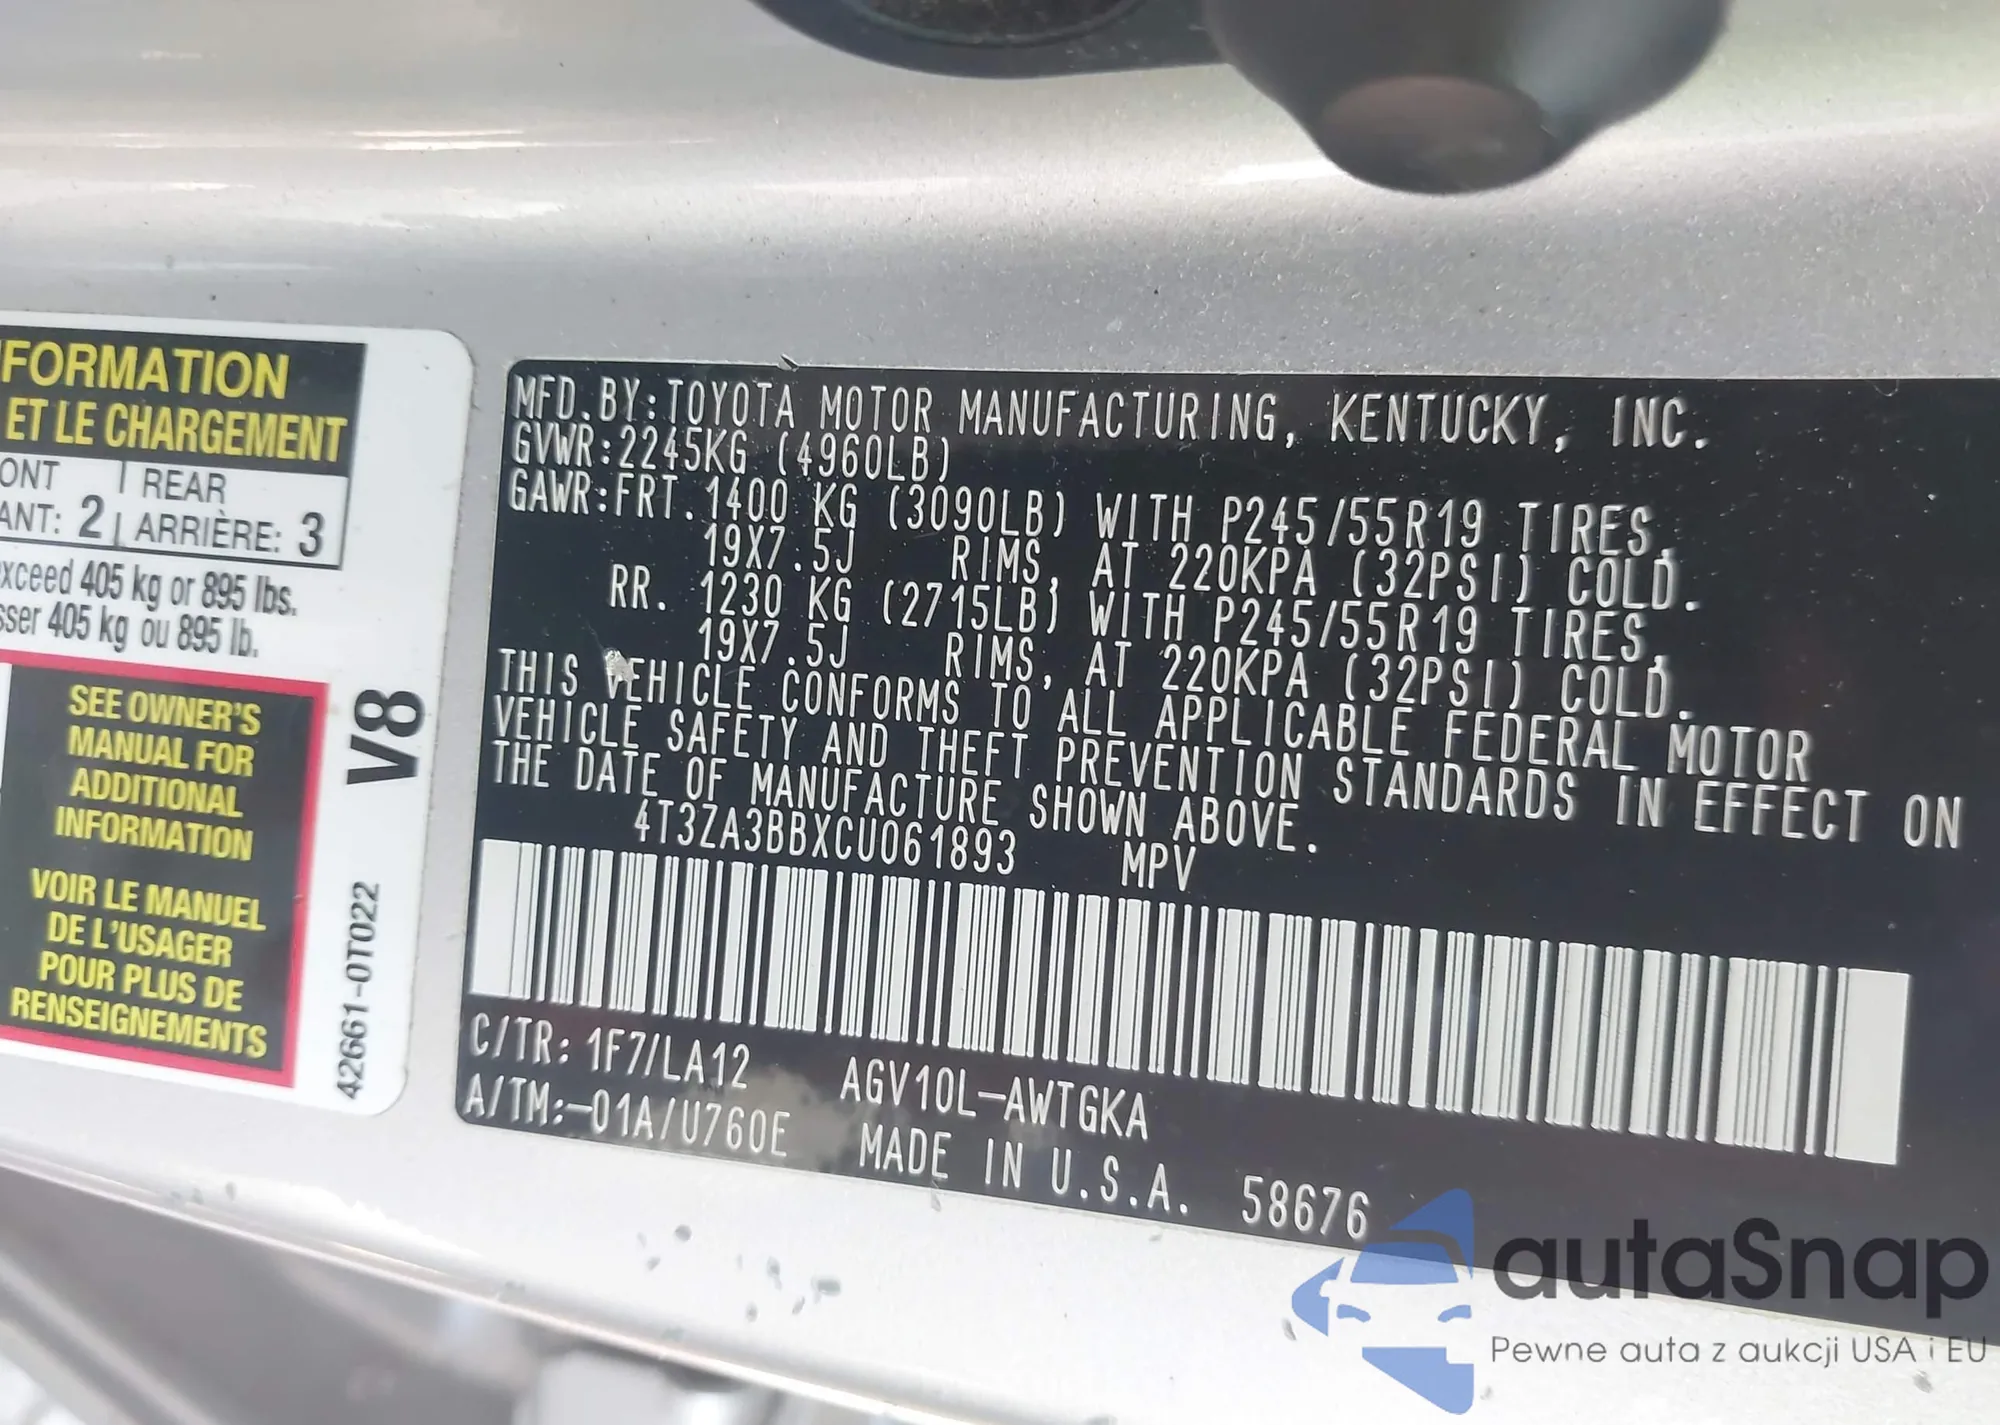 FORMATION
ET LE CHARGEMENT
ONT | REAR
ANT: 2 | ARRIÈRE: 3
xceed 405 kg or 895 lbs.
sser 405 kg ou 895 lb.
SEE OWNER'S
MANUAL FOR
ADDITIONAL
INFORMATION
VOIR LE MANUEL
DE L'USAGER
POUR PLUS DE
RENSEIGNEMENTS
V8
42661-0T022
MFD.BY:TOYOTA MOTOR MANUFACTURING, KENTUCKY, INC.
GVWR:2245KG (4960LB)
GAWR:FRT.1400 KG (3090LB) WITH P245/55R19 TIRES,
19X7.5J RIMS, AT 220KPA (32PSI) COLD.
RR. 1230 KG (2715LB) WITH P245/55R19 TIRES,
19X7.5J RIMS, AT 220KPA (32PSI) COLD.
THIS VEHICLE CONFORMS TO ALL APPLICABLE FEDERAL MOTOR
VEHICLE SAFETY AND THEFT PREVENTION STANDARDS IN EFFECT ON
THE DATE OF MANUFACTURE SHOWN ABOVE.
4T3ZA3BBXCU061893 MPV
C/TR: 1F7/LA12 AGV10L-AWTGKA
A/TM:-01A/U760E MADE IN U.S.A. 58676
autaSnap
Pewne auta z aukcji USA i EU